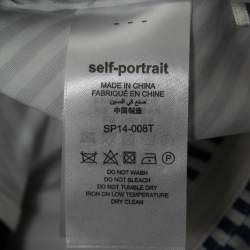 self-portrait
MADE IN CHINA
FABRIQUÉ EN CHINE
صنع في الصين
中国制造
SP14-008T
DO NOT WASH
DO NOT BLEACH
DO NOT TUMBLE DRY
IRON ON LOW TEMPERATURE
DRY CLEAN